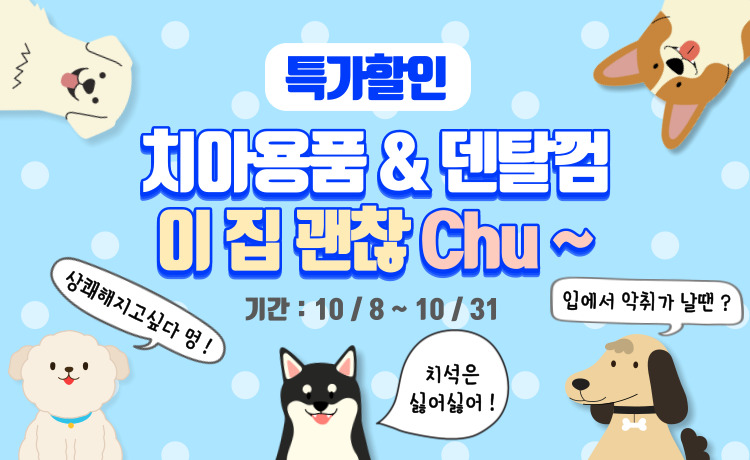 특가할인
치아용품 & 덴탈껌
이 집 괜찮 Chu ~
기간 : 10 / 8 ~ 10 / 31
상쾌해지고싶다 멍 !
입에서 악취가 날땐 ?
치석은
싫어싫어 !